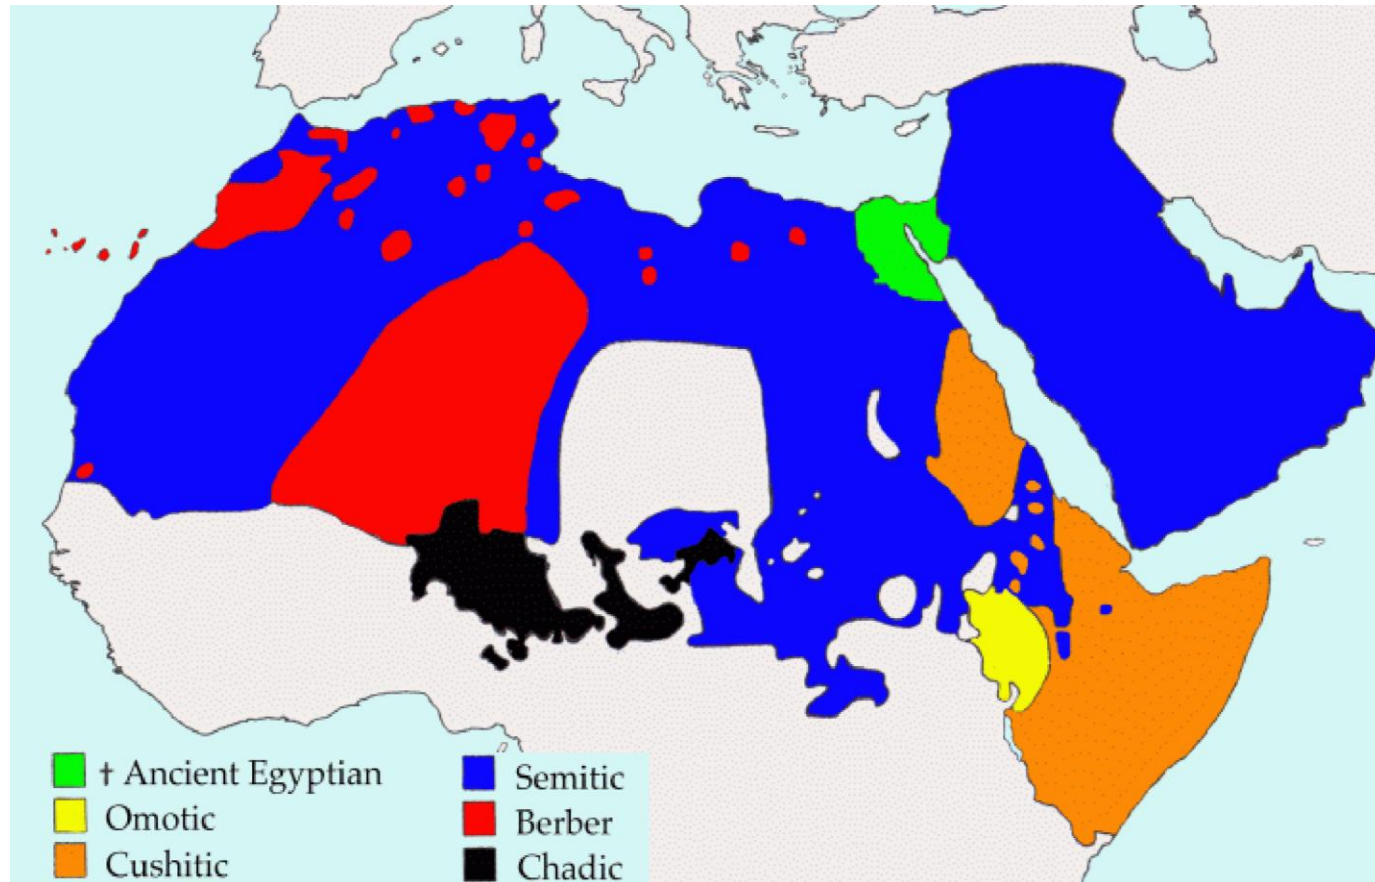 † Ancient Egyptian
Omotic
Cushitic
Semitic
Berber
Chadic